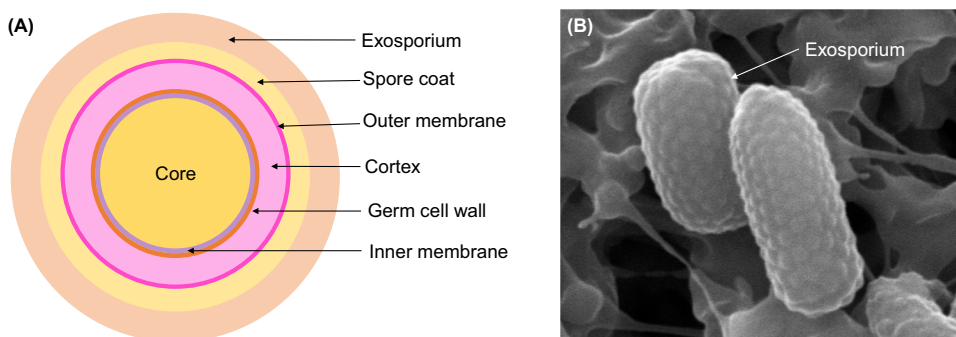 (A)
Exosporium
Spore coat
Outer membrane
Cortex
Core
Germ cell wall
Inner membrane
(B)
Exosporium